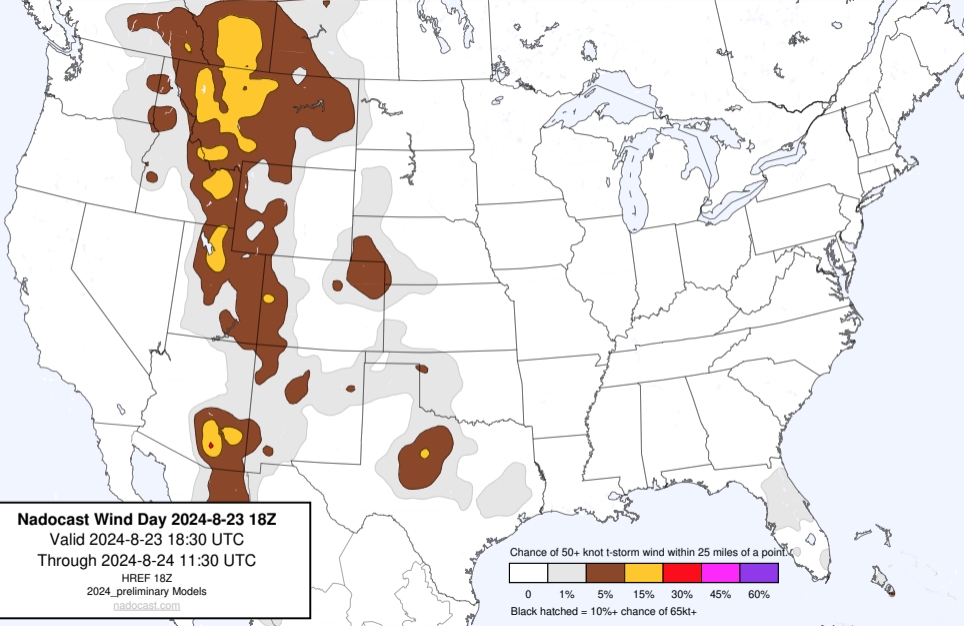 Nadocast Wind Day 2024-8-23 18Z
Valid 2024-8-23 18:30 UTC
Through 2024-8-24 11:30 UTC
HREF 18Z
2024_preliminary Models
nadocast.com
Chance of 50+ knot t-storm wind within 25 miles of a point.
0 1% 5% 15% 30% 45% 60%
Black hatched = 10%+ chance of 65kt+